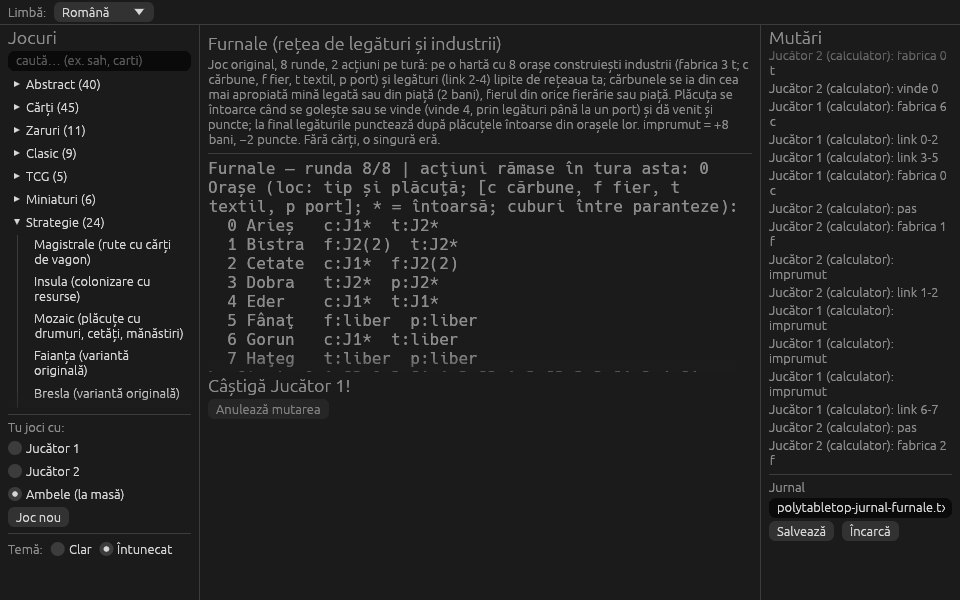 Limbă: Română
Jocuri
caută… (ex. sah, carti)
Abstract (40)
Cărți (45)
Zaruri (11)
Clasic (9)
TCG (5)
Miniaturi (6)
Strategie (24)
Magistrale (rute cu cărți
de vagon)
Insula (colonizare cu
resurse)
Mozaic (plăcuțe cu
drumuri, cetăți, mănăstiri)
Faianța (variantă
originală)
Bresla (variantă originală)
Tu joci cu:
Jucător 1
Jucător 2
Ambele (la masă)
Joc nou
Temă: Clar Întunecat
Furnale (rețea de legături și industrii)
Joc original, 8 runde, 2 acțiuni pe tură: pe o hartă cu 8 orașe construiești industrii (fabrica 3 t; c
cărbune, f fier, t textil, p port) și legături (link 2-4) lipite de rețeaua ta; cărbunele se ia din cea
mai apropiată mină legată sau din piață (2 bani), fierul din orice fierărie sau piață. Plăcuța se
întoarce când se golește sau se vinde (vinde 4, prin legături până la un port) și dă venit și
puncte; la final legăturile punctează după plăcuțele întoarse din orașele lor. imprumut = +8
bani, −2 puncte. Fără cărți, o singură eră.
Furnale — runda 8/8 | acțiuni rămase în tura asta: 0
Orașe (loc: tip și plăcuță; [c cărbune, f fier, t
textil, p port]; * = întoarsă; cuburi între paranteze):
0 Arieș c:J1* t:J2*
1 Bistra f:J2(2) t:J2*
2 Cetate c:J1* f:J2(2)
3 Dobra t:J2* p:J2*
4 Eder c:J1* t:J1*
5 Fânaț f:liber p:liber
6 Gorun c:J1* t:liber
7 Hațeg t:liber p:liber
Câștigă Jucător 1!
Anulează mutarea
Mutări
Jucător 2 (calculator): fabrica 0
t
Jucător 2 (calculator): vinde 0
Jucător 1 (calculator): fabrica 6
c
Jucător 1 (calculator): link 0-2
Jucător 1 (calculator): link 3-5
Jucător 1 (calculator): fabrica 0
c
Jucător 2 (calculator): pas
Jucător 2 (calculator): fabrica 1
f
Jucător 2 (calculator):
imprumut
Jucător 2 (calculator): link 1-2
Jucător 1 (calculator):
imprumut
Jucător 1 (calculator):
imprumut
Jucător 1 (calculator):
imprumut
Jucător 1 (calculator): link 6-7
Jucător 2 (calculator): pas
Jucător 2 (calculator): fabrica 2
f
Jurnal
polytabletop-jurnal-furnale.tx
Salvează Încarcă